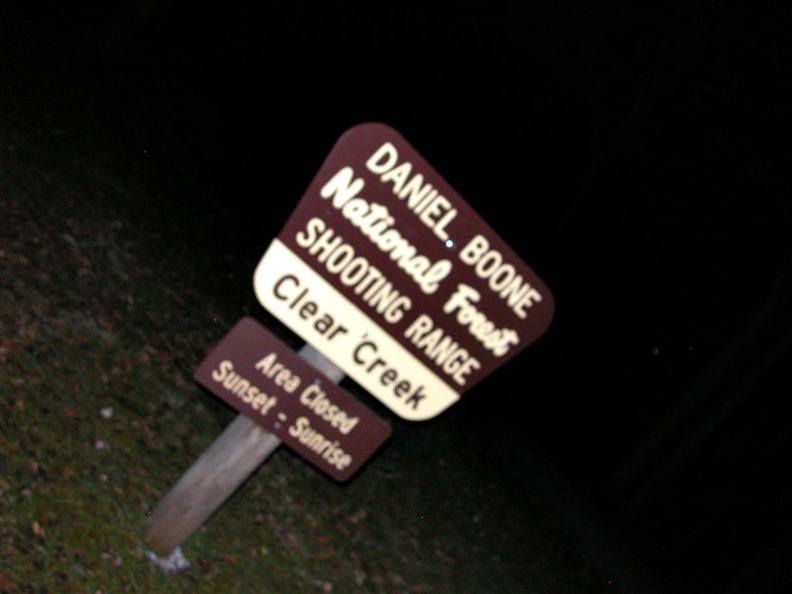 DANIEL BOONE
National Forest
SHOOTING RANGE
Clear Creek
Area Closed
Sunset - Sunrise